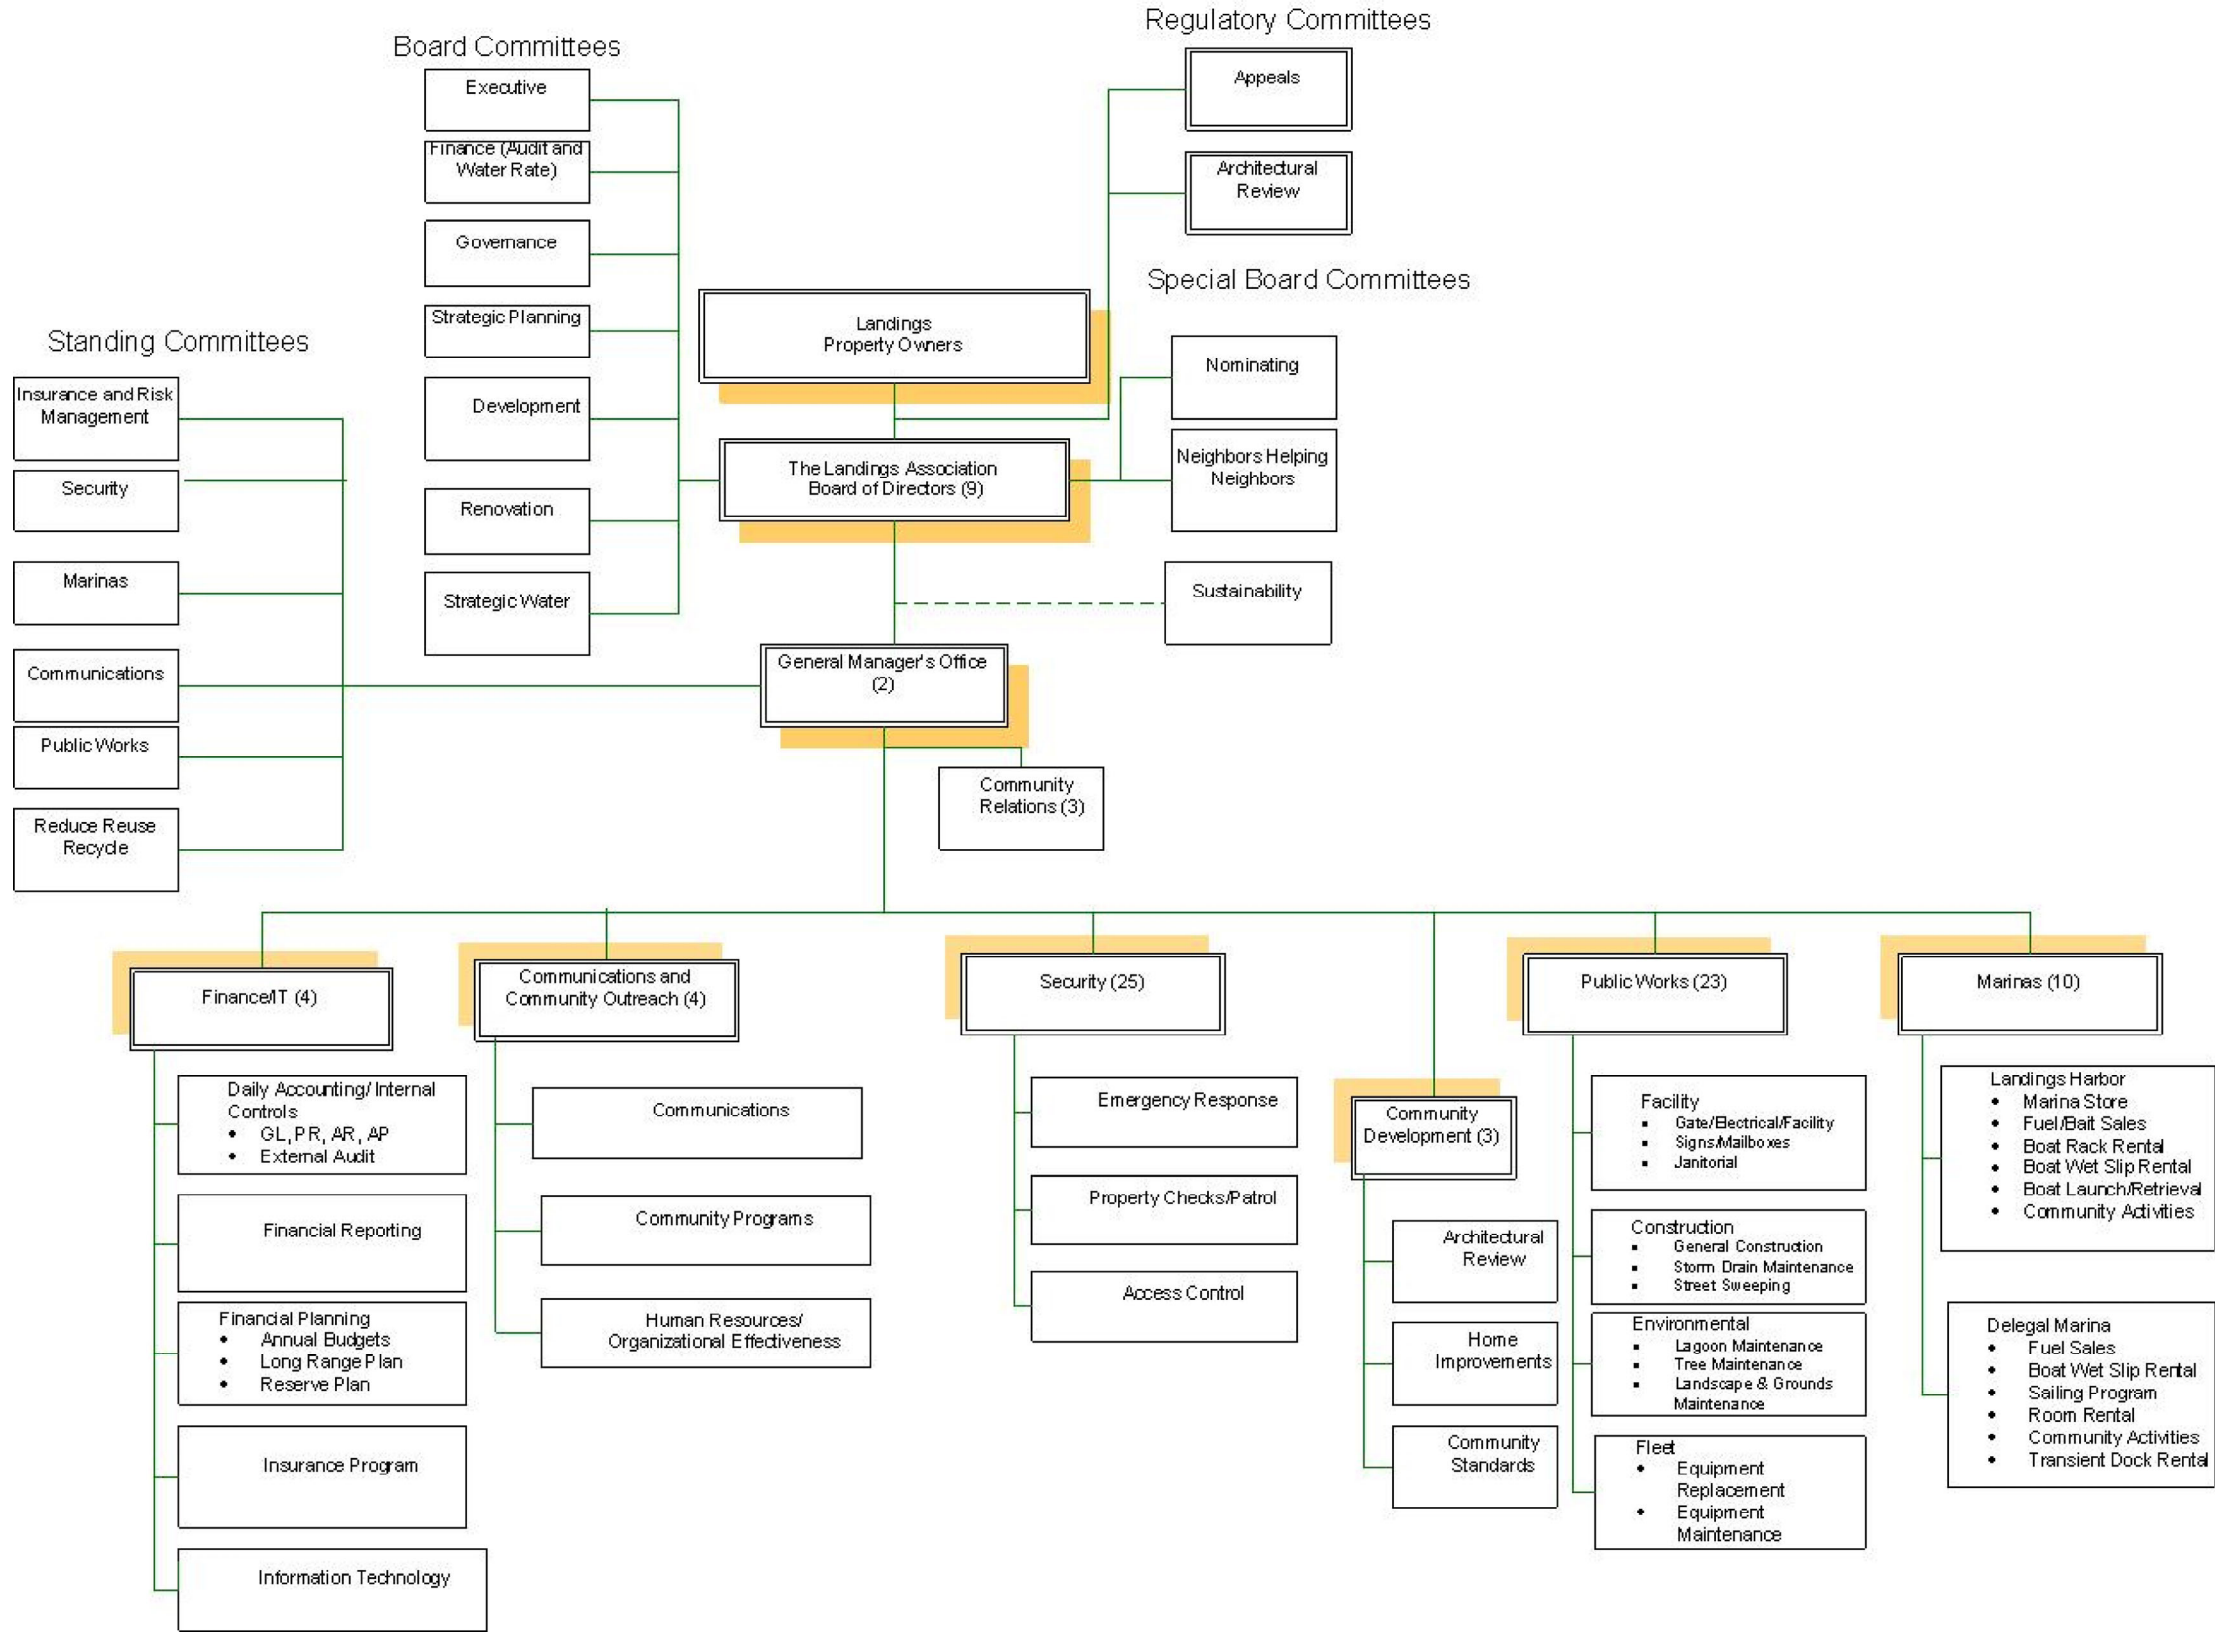 Regulatory Committees
Appeals
Architectural
Review
Board Committees
Executive
Finance (Audit and
Water Rate)
Governance
Strategic Planning
Development
Renovation
Strategic Water
Special Board Committees
Nominating
Neighbors Helping
Neighbors
Sustainability
Landings
Property Owners
The Landings Association
Board of Directors (9)
General Manager's Office
(2)
Community
Relations (3)
Standing Committees
Insurance and Risk
Management
Security
Marinas
Communications
Public Works
Reduce Reuse
Recycle
Finance/IT (4)
Daily Accounting/ Internal
Controls
• GL, PR, AR, AP
• External Audit
Financial Reporting
Financial Planning
• Annual Budgets
• Long Range Plan
• Reserve Plan
Insurance Program
Information Technology
Communications and
Community Outreach (4)
Communications
Community Programs
Human Resources/
Organizational Effectiveness
Security (25)
Emergency Response
Property Checks/Patrol
Access Control
Community
Development (3)
Architectural
Review
Home
Improvements
Community
Standards
Public Works (23)
Facility
▪ Gate/Electrical/Facility
▪ Signs/Mailboxes
▪ Janitorial
Construction
▪ General Construction
▪ Storm Drain Maintenance
▪ Street Sweeping
Environmental
▪ Lagoon Maintenance
▪ Tree Maintenance
▪ Landscape & Grounds
Maintenance
Fleet
• Equipment
Replacement
• Equipment
Maintenance
Marinas (10)
Landings Harbor
• Marina Store
• Fuel/Bait Sales
• Boat Rack Rental
• Boat Wet Slip Rental
• Boat Launch/Retrieval
• Community Activities
Delegal Marina
• Fuel Sales
• Boat Wet Slip Rental
• Sailing Program
• Room Rental
• Community Activities
• Transient Dock Rental